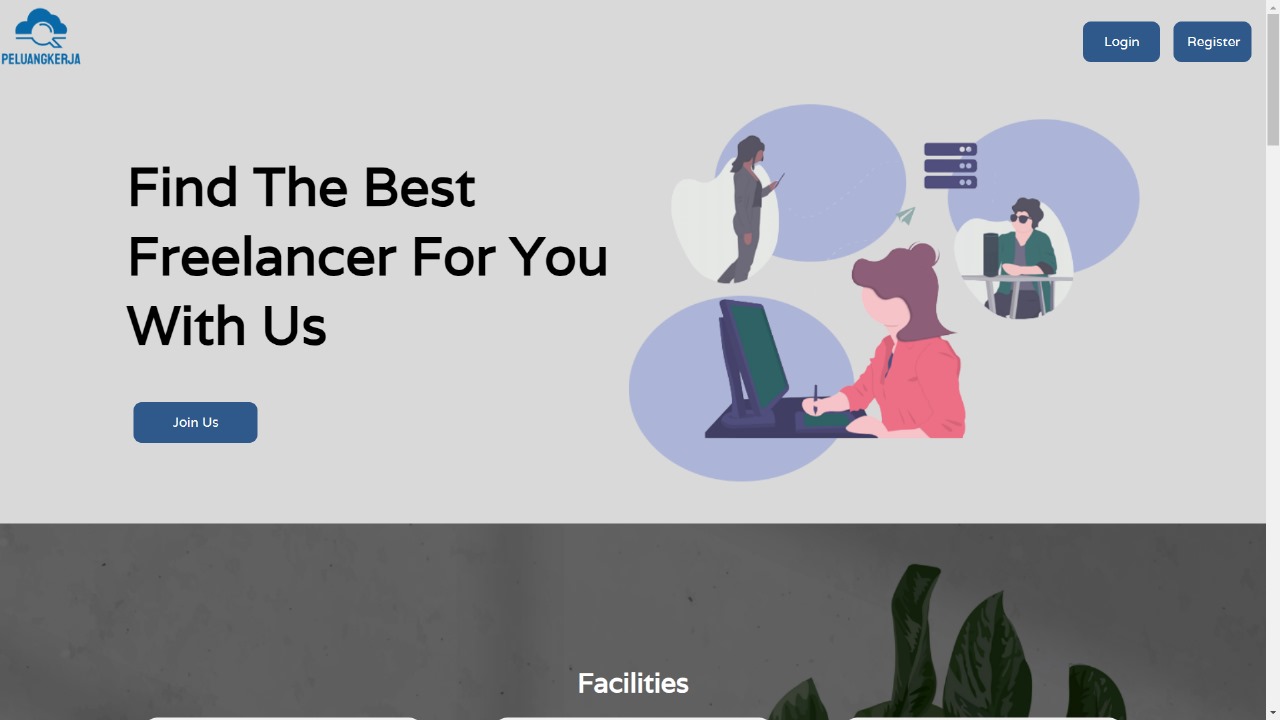 PELUANGKERJA
Login
Register
Find The Best
Freelancer For You
With Us
Join Us
Facilities